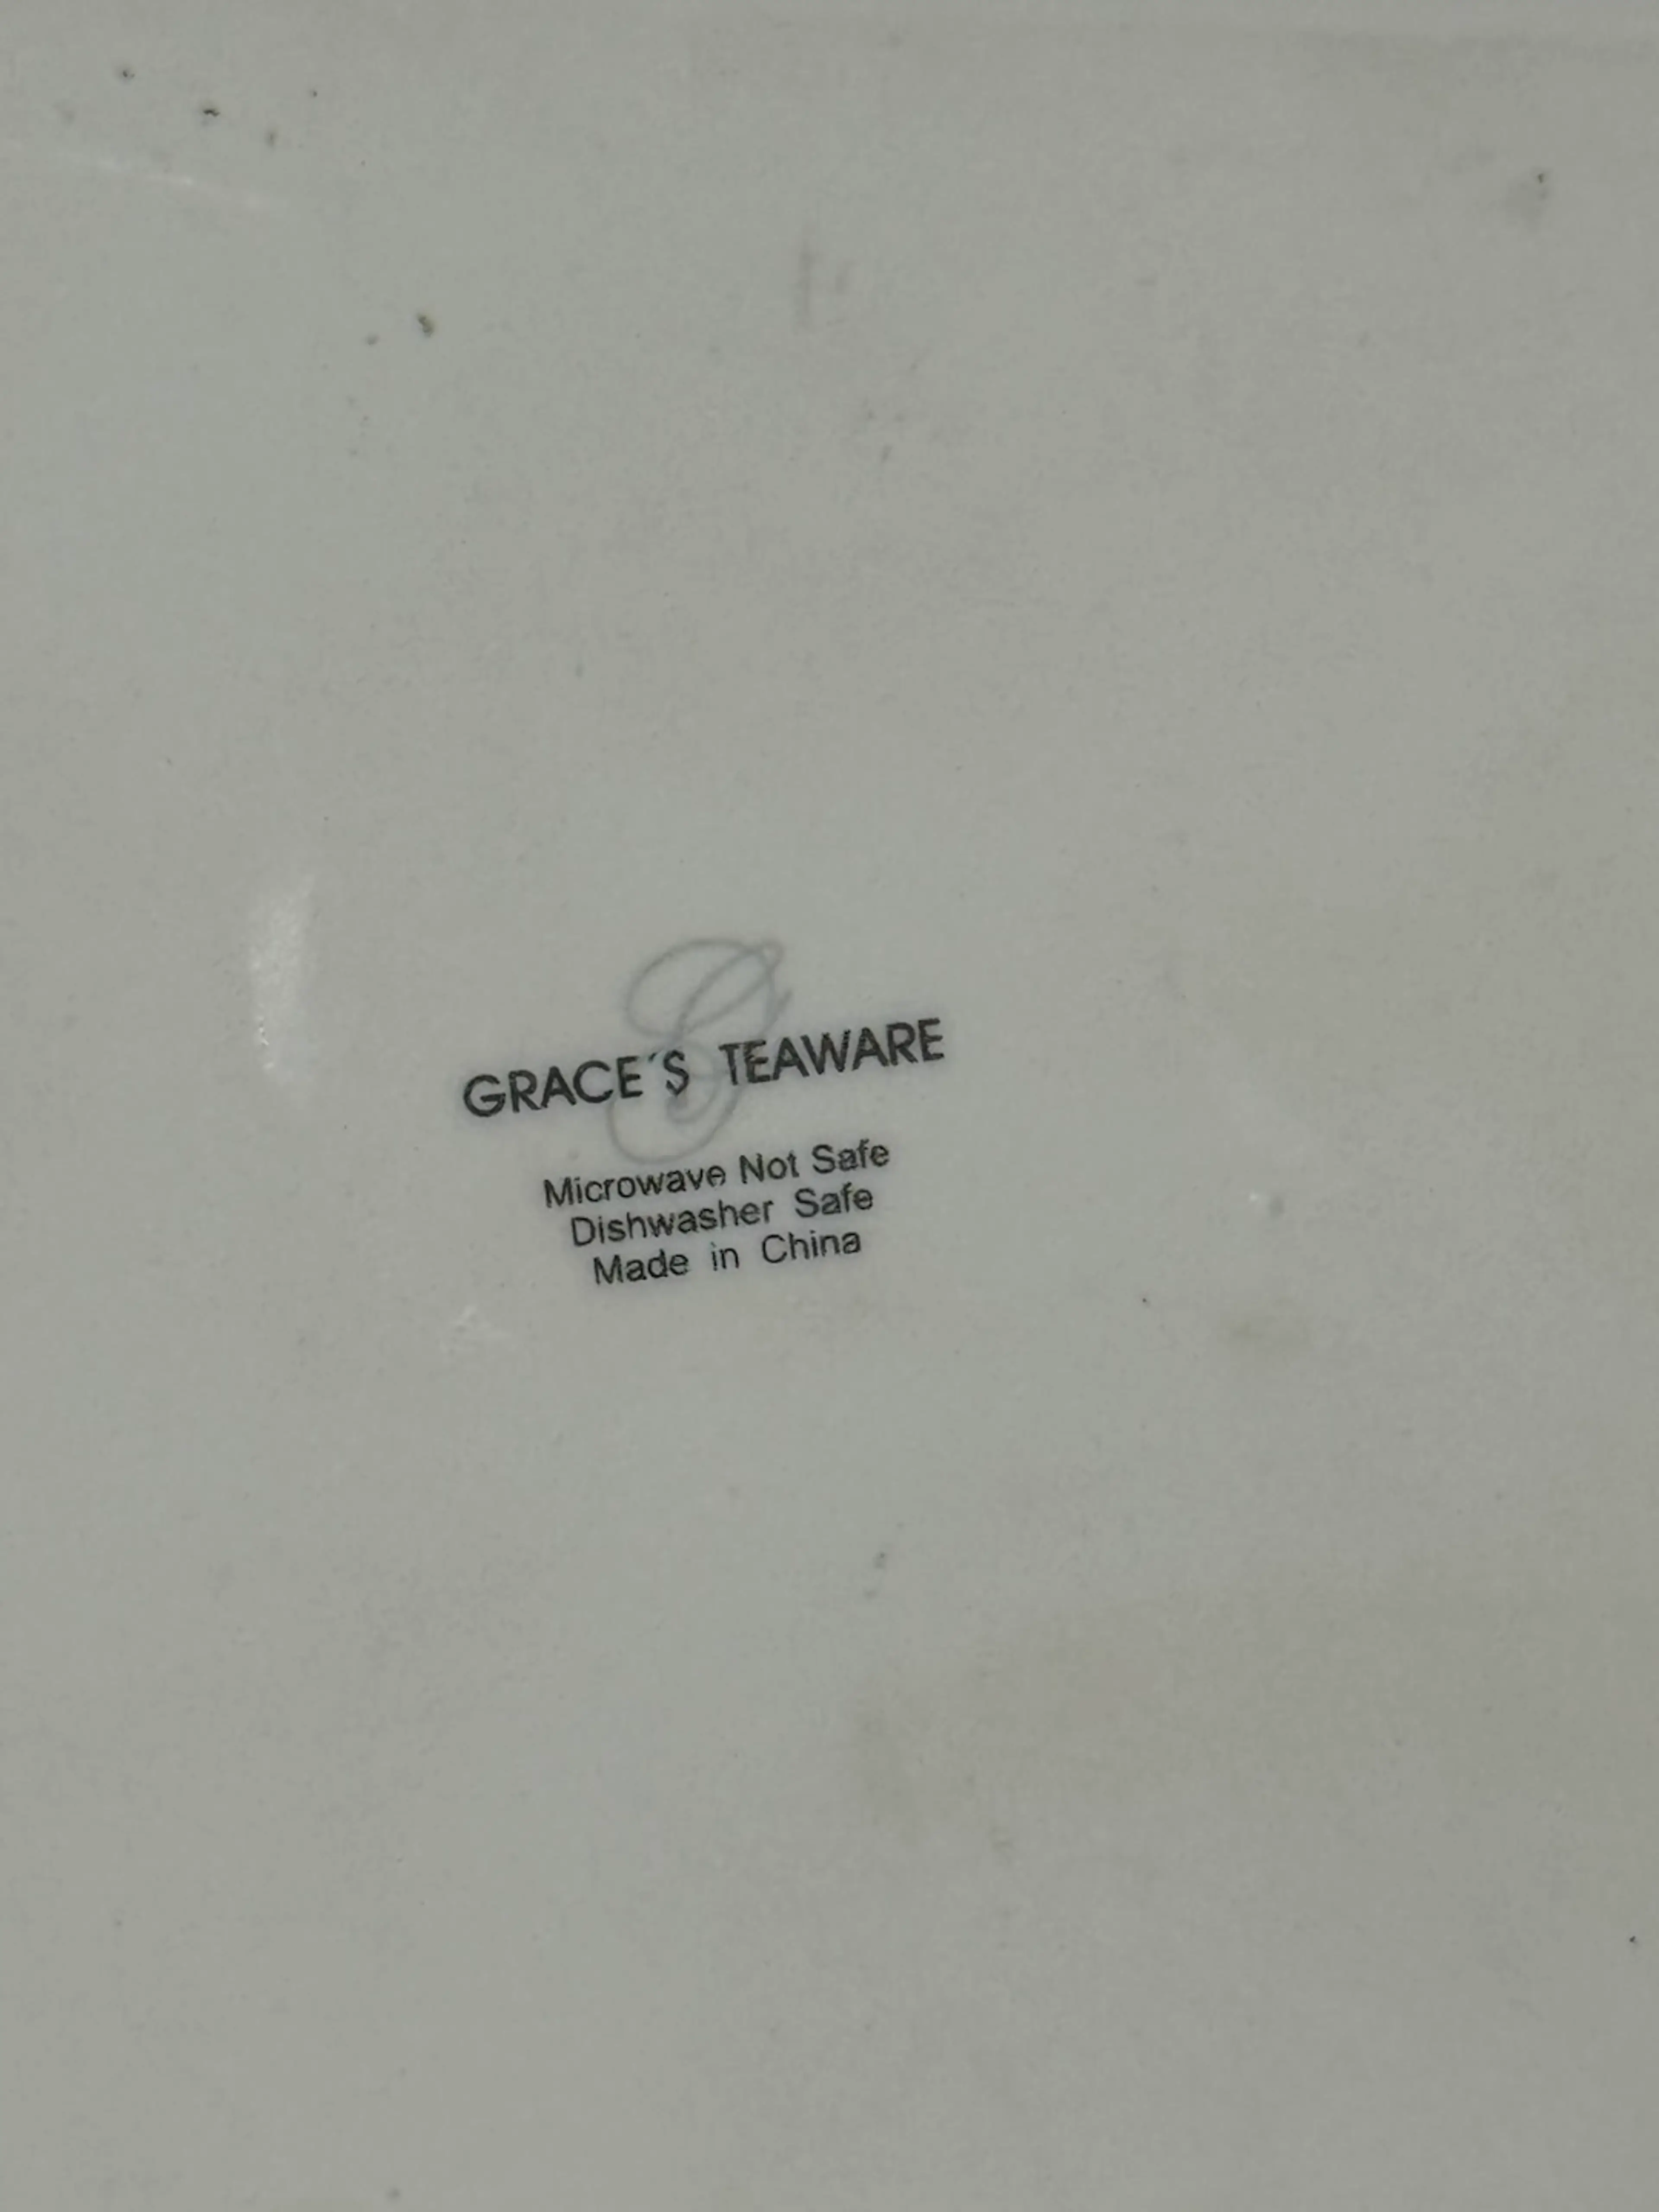 G
GRACE´S TEAWARE
Microwave Not Safe
Dishwasher Safe
Made in China